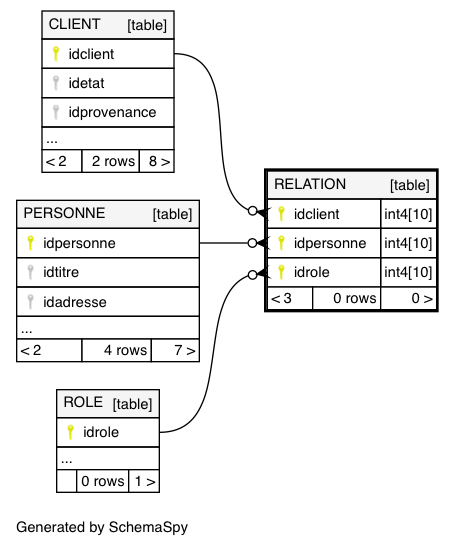 CLIENT [table]
idclient
idetat
idprovenance
...
< 2 2 rows 8 >
PERSONNE [table]
idpersonne
idtitre
idadresse
...
< 2 4 rows 7 >
ROLE [table]
idrole
...
0 rows 1 >
RELATION [table]
idclient int4[10]
idpersonne int4[10]
idrole int4[10]
< 3 0 rows 0 >
Generated by SchemaSpy